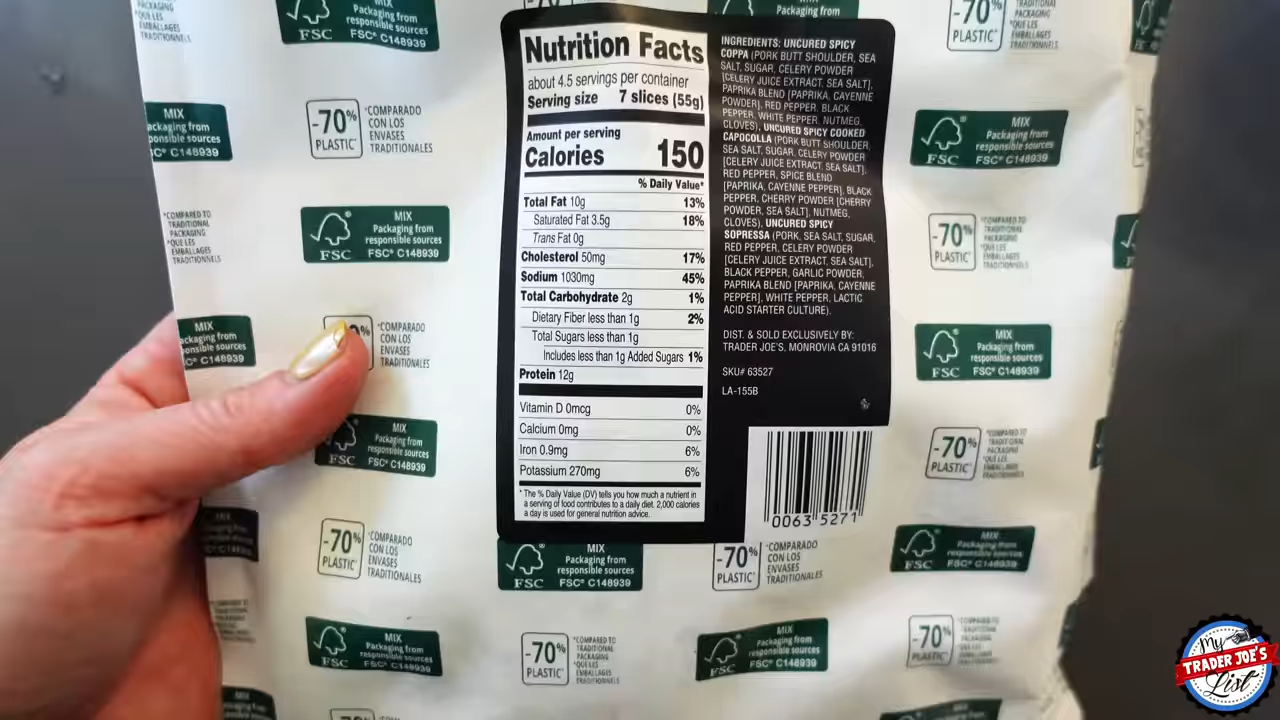 Nutrition Facts
about 4.5 servings per container
Serving size 7 slices (55g)
Amount per serving
Calories 150
% Daily Value*
Total Fat 10g 13%
Saturated Fat 3.5g 18%
Trans Fat 0g
Cholesterol 50mg 17%
Sodium 1030mg 45%
Total Carbohydrate 2g 1%
Dietary Fiber less than 1g 2%
Total Sugars less than 1g
Includes less than 1g Added Sugars 1%
Protein 12g
Vitamin D 0mcg 0%
Calcium 0mg 0%
Iron 0.9mg 6%
Potassium 270mg 6%
* The % Daily Value (DV) tells you how much a nutrient in
a serving of food contributes to a daily diet. 2,000 calories
a day is used for general nutrition advice.
INGREDIENTS: UNCURED SPICY
COPPA (PORK BUTT SHOULDER, SEA
SALT, SUGAR, CELERY POWDER
[CELERY JUICE EXTRACT, SEA SALT],
PAPRIKA BLEND [PAPRIKA, CAYENNE
POWDER], RED PEPPER, BLACK
PEPPER, WHITE PEPPER, NUTMEG,
CLOVES), UNCURED SPICY COOKED
CAPOCOLLA (PORK BUTT SHOULDER,
SEA SALT, SUGAR, CELERY POWDER
[CELERY JUICE EXTRACT, SEA SALT],
RED PEPPER, SPICE BLEND
[PAPRIKA, CAYENNE PEPPER], BLACK
PEPPER, CHERRY POWDER [CHERRY
POWDER, SEA SALT], NUTMEG,
CLOVES), UNCURED SPICY
SOPRESSA (PORK, SEA SALT, SUGAR,
RED PEPPER, CELERY POWDER
[CELERY JUICE EXTRACT, SEA SALT],
BLACK PEPPER, GARLIC POWDER,
PAPRIKA BLEND [PAPRIKA, CAYENNE
PEPPER], WHITE PEPPER, LACTIC
ACID STARTER CULTURE).
DIST. & SOLD EXCLUSIVELY BY:
TRADER JOE'S, MONROVIA CA 91016
SKU# 63527
LA-155B
0063 5271
MIX
Packaging from
responsible sources
FSC FSC® C148939
-70%
PLASTIC*
*COMPARADO
CON LOS
ENVASES
TRADITIONALES
MIX
Packaging from
responsible sources
FSC FSC® C148939
-70%
PLASTIC*
*COMPARED TO
TRADITIONAL
PACKAGING
*QUE LES
EMBALLAGES
TRADITIONNELS
My
TRADER JOE'S
List